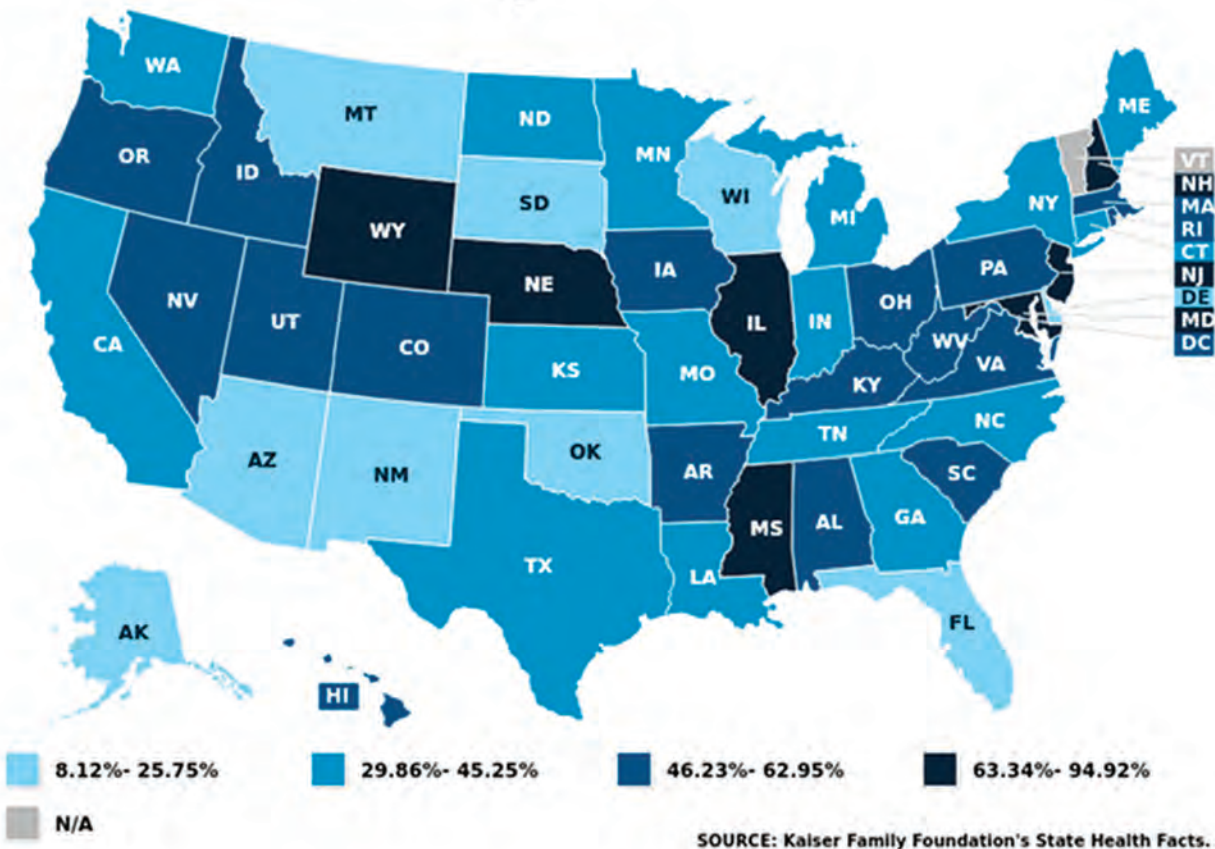 WA
MT
ND
MN
ME
OR
ID
VT
NH
MA
RI
CT
NJ
DE
MD
DC
SD
WI
NY
MI
WY
IA
PA
NE
NV
UT
CO
IL
IN
OH
WV
VA
CA
KS
MO
KY
TN
NC
AZ
NM
OK
AR
SC
MS
AL
GA
TX
LA
AK
FL
HI
8.12%- 25.75%
29.86%- 45.25%
46.23%- 62.95%
63.34%- 94.92%
N/A
SOURCE: Kaiser Family Foundation's State Health Facts.